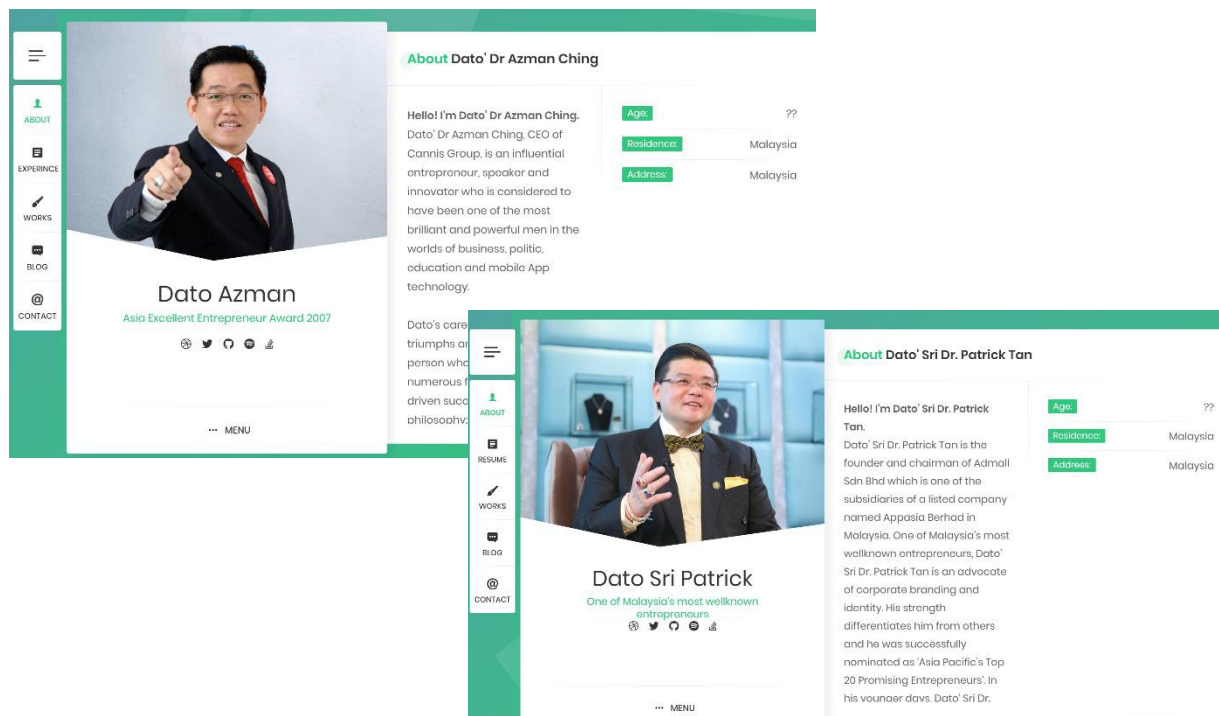 About Dato' Dr Azman Ching
ABOUT
EXPERINCE
WORKS
BLOG
CONTACT
Dato Azman
Asia Excellent Entrepreneur Award 2007
••• MENU
Hello! I'm Dato' Dr Azman Ching.
Dato' Dr Azman Ching, CEO of
Cannis Group, is an influential
entrepreneur, speaker and
innovator who is considered to
have been one of the most
brilliant and powerful men in the
worlds of business, politic,
education and mobile App
technology.
Dato's care
triumphs
person who
numerous
driven succ
philosophy:
Age: ??
Residence: Malaysia
Address: Malaysia
About Dato' Sri Dr. Patrick Tan
ABOUT
RESUME
WORKS
BLOG
CONTACT
Dato Sri Patrick
One of Malaysia's most wellknown
entrepreneurs
••• MENU
Hello! I'm Dato' Sri Dr. Patrick
Tan.
Dato' Sri Dr. Patrick Tan is the
founder and chairman of Admall
Sdn Bhd which is one of the
subsidiaries of a listed company
named Appasia Berhad in
Malaysia. One of Malaysia's most
wellknown entrepreneurs, Dato'
Sri Dr. Patrick Tan is an advocate
of corporate branding and
identity. His strength
differentiates him from others
and he was successfully
nominated as 'Asia Pacific's Top
20 Promising Entrepreneurs'. In
his younger days, Dato' Sri Dr.
Age: ??
Residence: Malaysia
Address: Malaysia